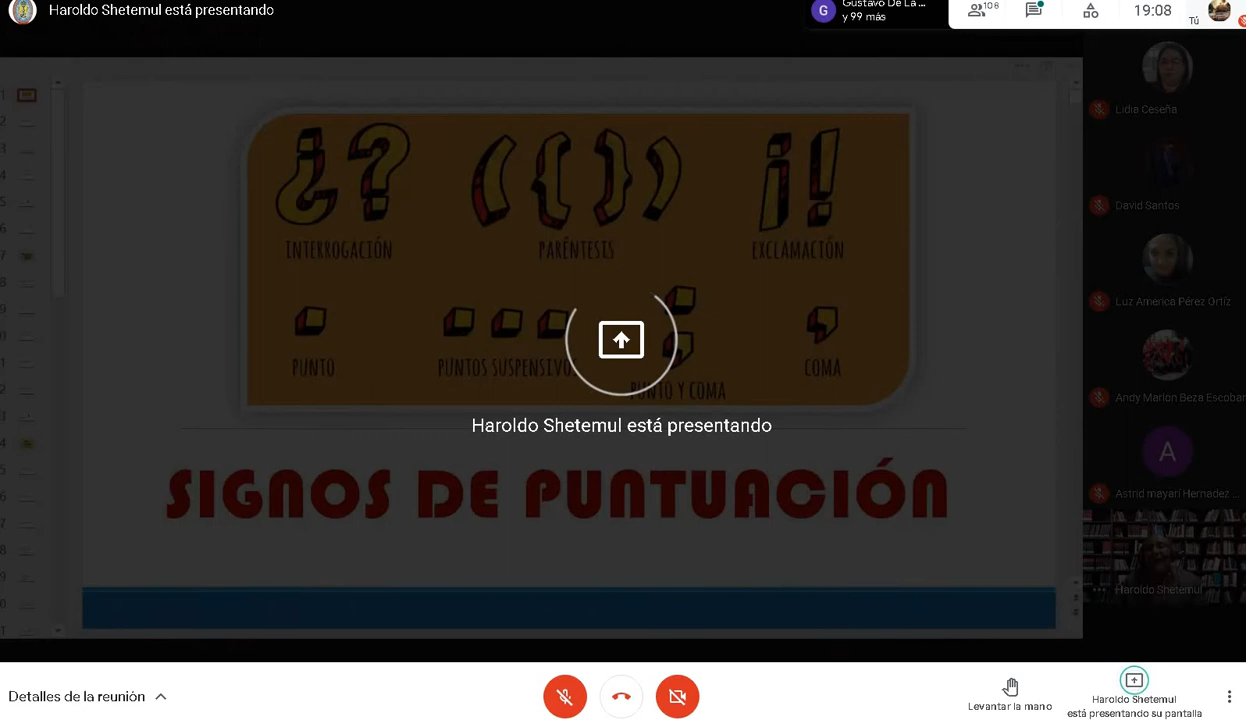 Haroldo Shetemul está presentando
Gustavo De La ...
y 99 más
108
19:08
Tú
¿?
({})
¡!
INTERROGACIÓN
PARÉNTESIS
EXCLAMACIÓN
PUNTO
PUNTOS SUSPENSIVOS
PUNTO Y COMA
COMA
Haroldo Shetemul está presentando
SIGNOS DE PUNTUACIÓN
Lidia Ceseña
David Santos
Luz America Pérez Ortíz
Andy Marlon Beza Escobar
A
Astrid mayarí Hernadez ...
Haroldo Shetemul
Detalles de la reunión
Levantar la mano
Haroldo Shetemul
está presentando su pantalla